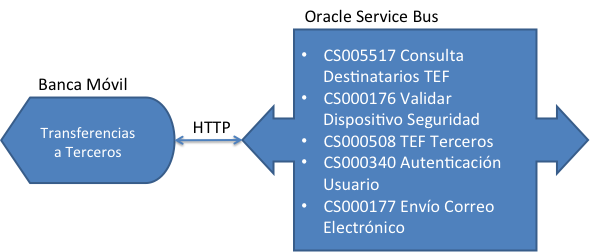 Oracle Service Bus
• CS005517 Consulta
Destinatarios TEF
• CS000176 Validar
Dispositivo Seguridad
• CS000508 TEF Terceros
• CS000340 Autenticación
Usuario
• CS000177 Envío Correo
Electrónico
Banca Móvil
Transferencias
a Terceros
HTTP